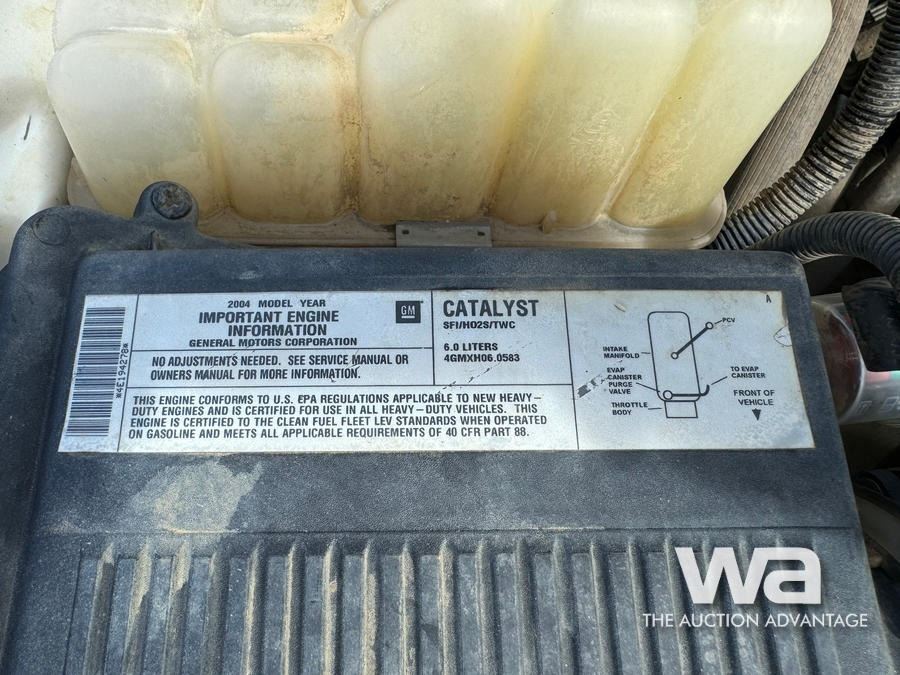 *4E194278*
2004 MODEL YEAR
IMPORTANT ENGINE
INFORMATION
GENERAL MOTORS CORPORATION
GM
NO ADJUSTMENTS NEEDED. SEE SERVICE MANUAL OR
OWNERS MANUAL FOR MORE INFORMATION.
CATALYST
SFI/HO2S/TWC
6.0 LITERS
4GMXH06.0583
THIS ENGINE CONFORMS TO U.S. EPA REGULATIONS APPLICABLE TO NEW HEAVY-
DUTY ENGINES AND IS CERTIFIED FOR USE IN ALL HEAVY-DUTY VEHICLES. THIS
ENGINE IS CERTIFIED TO THE CLEAN FUEL FLEET LEV STANDARDS WHEN OPERATED
ON GASOLINE AND MEETS ALL APPLICABLE REQUIREMENTS OF 40 CFR PART 88.
A
PCV
INTAKE
MANIFOLD
EVAP
CANISTER
PURGE
VALVE
THROTTLE
BODY
TO EVAP
CANISTER
FRONT OF
VEHICLE
wa
THE AUCTION ADVANTAGE